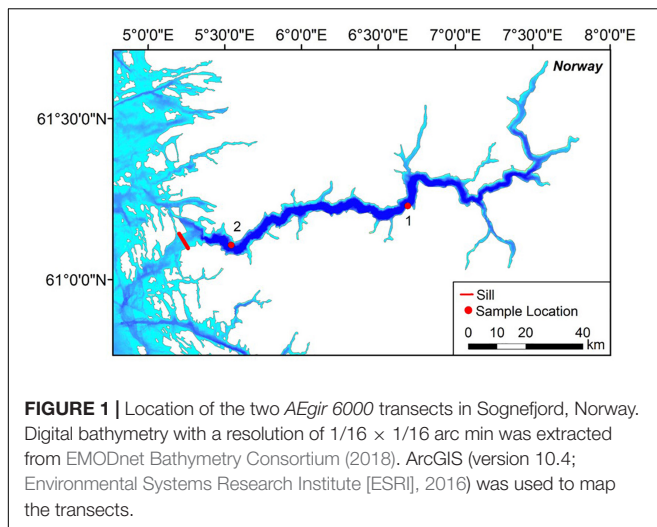 5°0'0"E 5°30'0"E 6°0'0"E 6°30'0"E 7°0'0"E 7°30'0"E 8°0'0"E
Norway
61°30'0"N
61°0'0"N
2
1
Sill
Sample Location
0 10 20 40
km
FIGURE 1 | Location of the two AEgir 6000 transects in Sognefjord, Norway.
Digital bathymetry with a resolution of 1/16 × 1/16 arc min was extracted
from EMODnet Bathymetry Consortium (2018). ArcGIS (version 10.4;
Environmental Systems Research Institute [ESRI], 2016) was used to map
the transects.